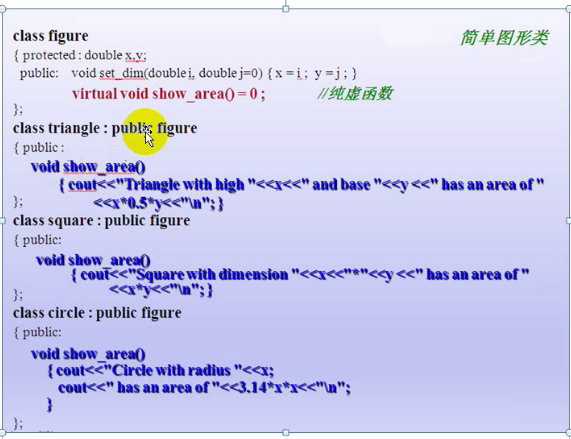 class figure
简单图形类
{ protected : double x,y;
public: void set_dim(double i, double j=0) { x = i ; y = j ; }
virtual void show_area() = 0 ; //纯虚函数
};
class triangle : public figure
{ public :
void show_area()
{ cout<<"Triangle with high "<<x<<" and base "<<y <<" has an area of "
<<x*0.5*y<<"\n"; }
};
class square : public figure
{ public:
void show_area()
{ cout<<"Square with dimension "<<x<<"*"<<y <<" has an area of "
<<x*y<<"\n"; }
};
class circle : public figure
{ public:
void show_area()
{ cout<<"Circle with radius "<<x;
cout<<" has an area of "<<3.14*x*x<<"\n";
}
};